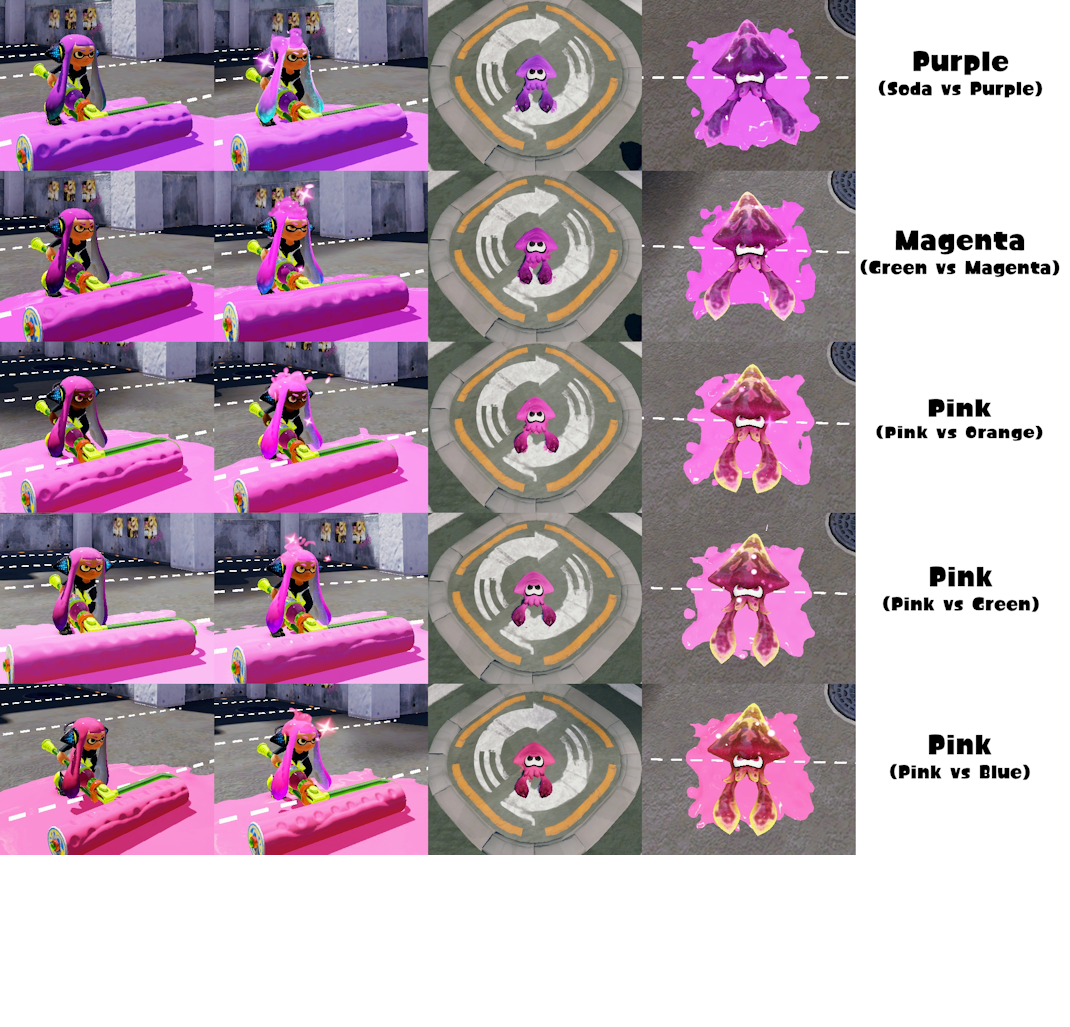 Purple
(Soda vs Purple)
Magenta
(Green vs Magenta)
Pink
(Pink vs Orange)
Pink
(Pink vs Green)
Pink
(Pink vs Blue)